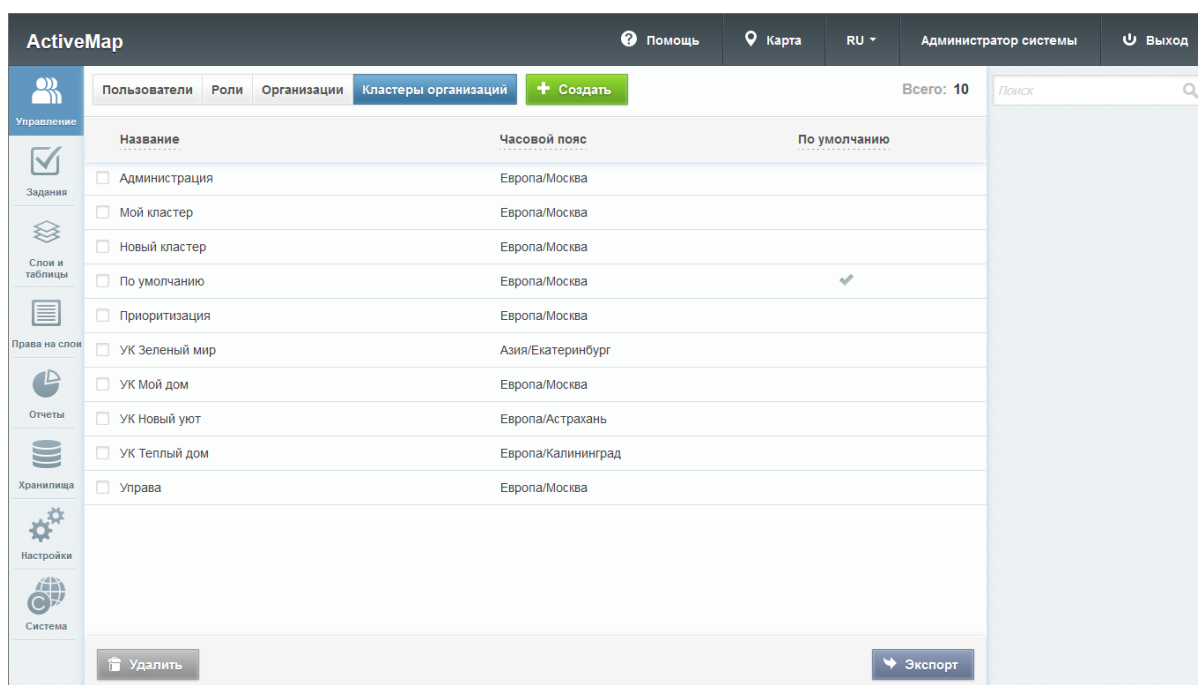 ActiveMap
Помощь
Карта
RU
Администратор системы
Выход
Управление
Задания
Слои и
таблицы
Права на слои
Отчеты
Хранилища
Настройки
Система
Пользователи
Роли
Организации
Кластеры организаций
Создать
Всего: 10
Поиск
Название Часовой пояс По умолчанию
Администрация Европа/Москва
Мой кластер Европа/Москва
Новый кластер Европа/Москва
По умолчанию Европа/Москва
Приоритизация Европа/Москва
УК Зеленый мир Азия/Екатеринбург
УК Мой дом Европа/Москва
УК Новый уют Европа/Астрахань
УК Теплый дом Европа/Калининград
Управа Европа/Москва
Удалить
Экспорт